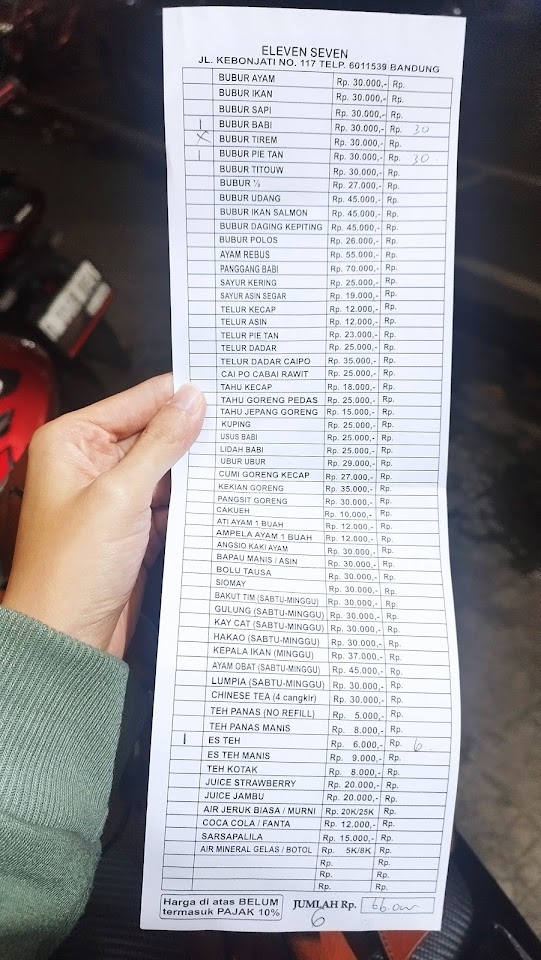 ELEVEN SEVEN
JL. KEBONJATI NO. 117 TELP. 6011539 BANDUNG
BUBUR AYAM Rp. 30.000,- Rp.
BUBUR IKAN Rp. 30.000,- Rp.
BUBUR SAPI Rp. 30.000,- Rp.
1 BUBUR BABI Rp. 30.000,- Rp. 30
X BUBUR TIREM Rp. 30.000,- Rp.
1 BUBUR PIE TAN Rp. 30.000,- Rp. 30
BUBUR TITOUW Rp. 30.000,- Rp.
BUBUR ½ Rp. 27.000,- Rp.
BUBUR UDANG Rp. 45.000,- Rp.
BUBUR IKAN SALMON Rp. 45.000,- Rp.
BUBUR DAGING KEPITING Rp. 45.000,- Rp.
BUBUR POLOS Rp. 26.000,- Rp.
AYAM REBUS Rp. 55.000,- Rp.
PANGGANG BABI Rp. 70.000,- Rp.
SAYUR KERING Rp. 25.000,- Rp.
SAYUR ASIN SEGAR Rp. 19.000,- Rp.
TELUR KECAP Rp. 12.000,- Rp.
TELUR ASIN Rp. 12.000,- Rp.
TELUR PIE TAN Rp. 23.000,- Rp.
TELUR DADAR Rp. 25.000,- Rp.
TELUR DADAR CAIPO Rp. 35.000,- Rp.
CAI PO CABAI RAWIT Rp. 25.000,- Rp.
TAHU KECAP Rp. 18.000,- Rp.
TAHU GORENG PEDAS Rp. 25.000,- Rp.
TAHU JEPANG GORENG Rp. 15.000,- Rp.
KUPING Rp. 25.000,- Rp.
USUS BABI Rp. 25.000,- Rp.
LIDAH BABI Rp. 25.000,- Rp.
UBUR UBUR Rp. 29.000,- Rp.
CUMI GORENG KECAP Rp. 27.000,- Rp.
KEKIAN GORENG Rp. 35.000,- Rp.
PANGSIT GORENG Rp. 30.000,- Rp.
CAKUEH Rp. 10.000,- Rp.
ATI AYAM 1 BUAH Rp. 12.000,- Rp.
AMPELA AYAM 1 BUAH Rp. 12.000,- Rp.
ANGSIO KAKI AYAM Rp. 30.000,- Rp.
BAPAU MANIS / ASIN Rp. 30.000,- Rp.
BOLU TAUSA Rp. 30.000,- Rp.
SIOMAY Rp. 30.000,- Rp.
BAKUT TIM (SABTU-MINGGU) Rp. 30.000,- Rp.
GULUNG (SABTU-MINGGU) Rp. 30.000,- Rp.
KAY CAT (SABTU-MINGGU) Rp. 30.000,- Rp.
HAKAO (SABTU-MINGGU) Rp. 30.000,- Rp.
KEPALA IKAN (MINGGU) Rp. 37.000,- Rp.
AYAM OBAT (SABTU-MINGGU) Rp. 45.000,- Rp.
LUMPIA (SABTU-MINGGU) Rp. 30.000,- Rp.
CHINESE TEA (4 cangkir) Rp. 30.000,- Rp.
TEH PANAS (NO REFILL) Rp. 5.000,- Rp.
TEH PANAS MANIS Rp. 8.000,- Rp.
1 ES TEH Rp. 6.000,- Rp. 6
ES TEH MANIS Rp. 9.000,- Rp.
TEH KOTAK Rp. 8.000,- Rp.
JUICE STRAWBERRY Rp. 20.000,- Rp.
JUICE JAMBU Rp. 20.000,- Rp.
AIR JERUK BIASA / MURNI Rp. 20K/25K Rp.
COCA COLA / FANTA Rp. 12.000,- Rp.
SARSAPALILA Rp. 15.000,- Rp.
AIR MINERAL GELAS / BOTOL Rp. 5K/8K Rp.
Rp. Rp.
Rp. Rp.
Rp. Rp.
Harga di atas BELUM termasuk PAJAK 10%
JUMLAH Rp. 66.000
6